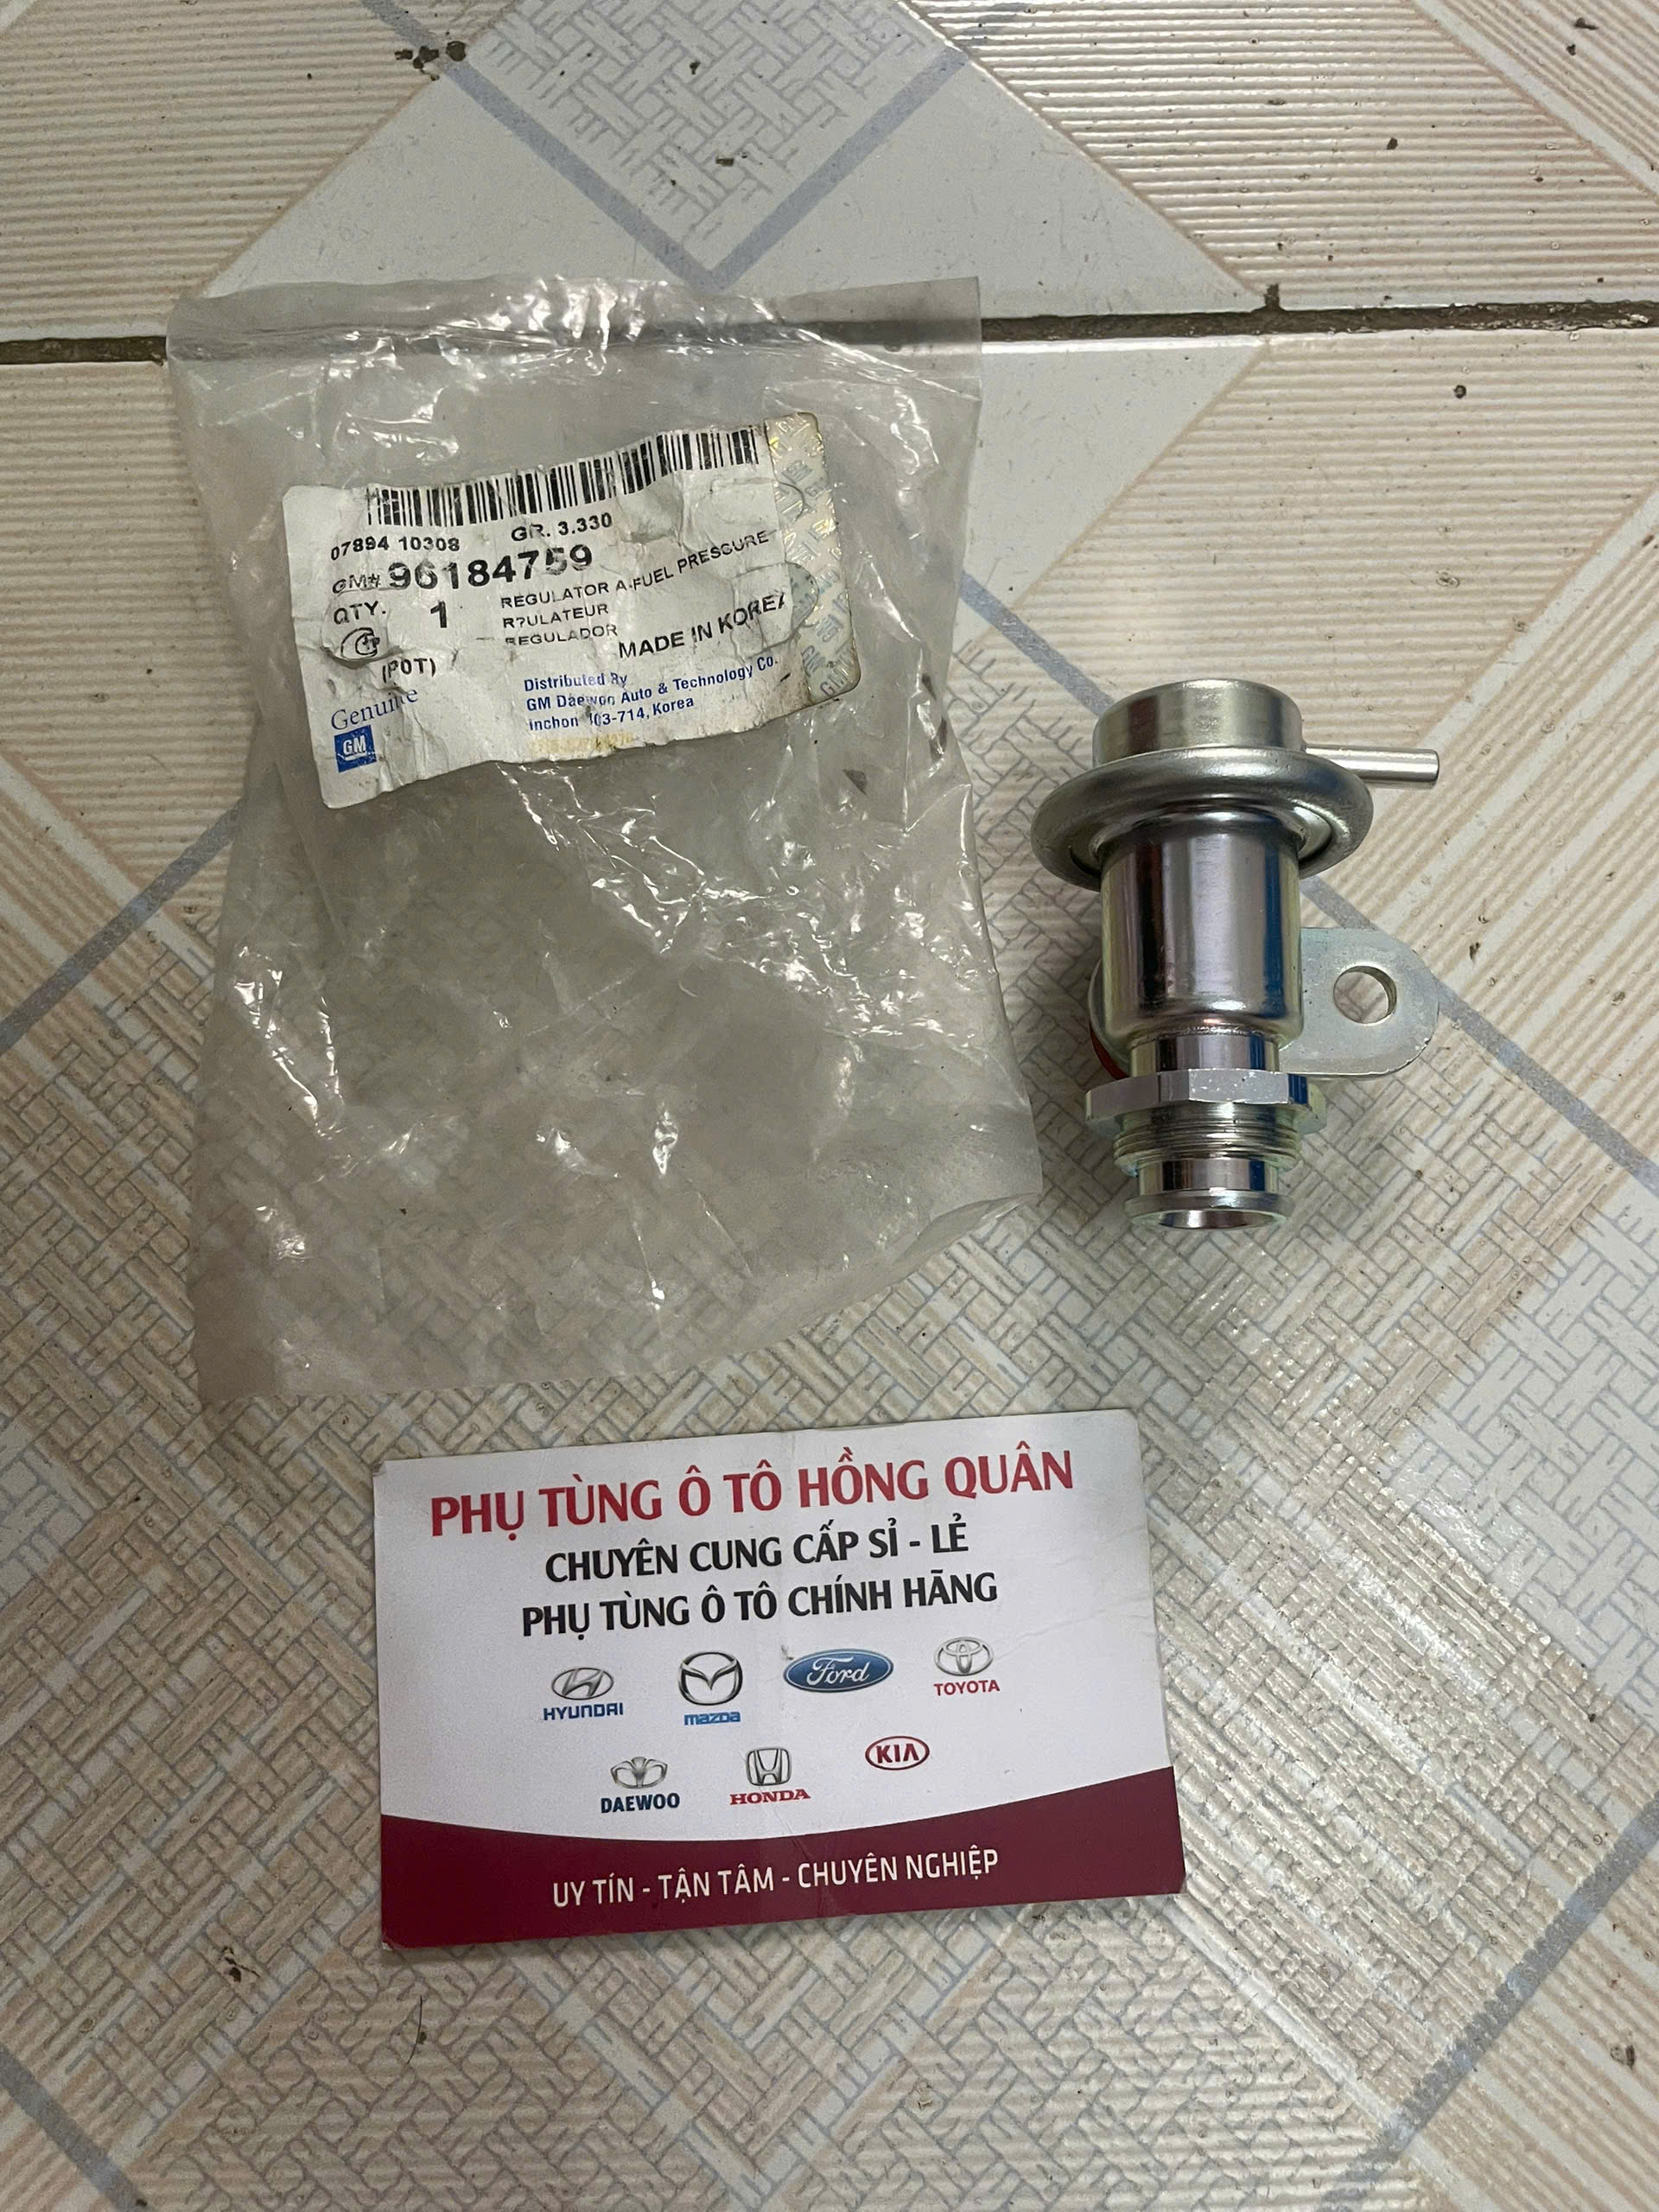 07894 10308 GR. 3.330
GM# 96184759
QTY. 1 REGULATOR A-FUEL PRESSURE
R?ULATEUR
REGULADOR
MADE IN KOREA
(P0T)
Genuine
GM
Distributed By
GM Daewoo Auto & Technology Co.
Inchon 403-714, Korea
PHỤ TÙNG Ô TÔ HỒNG QUÂN
CHUYÊN CUNG CẤP SỈ - LẺ
PHỤ TÙNG Ô TÔ CHÍNH HÃNG
HYUNDAI mazda Ford TOYOTA
DAEWOO HONDA KIA
UY TÍN - TẬN TÂM - CHUYÊN NGHIỆP